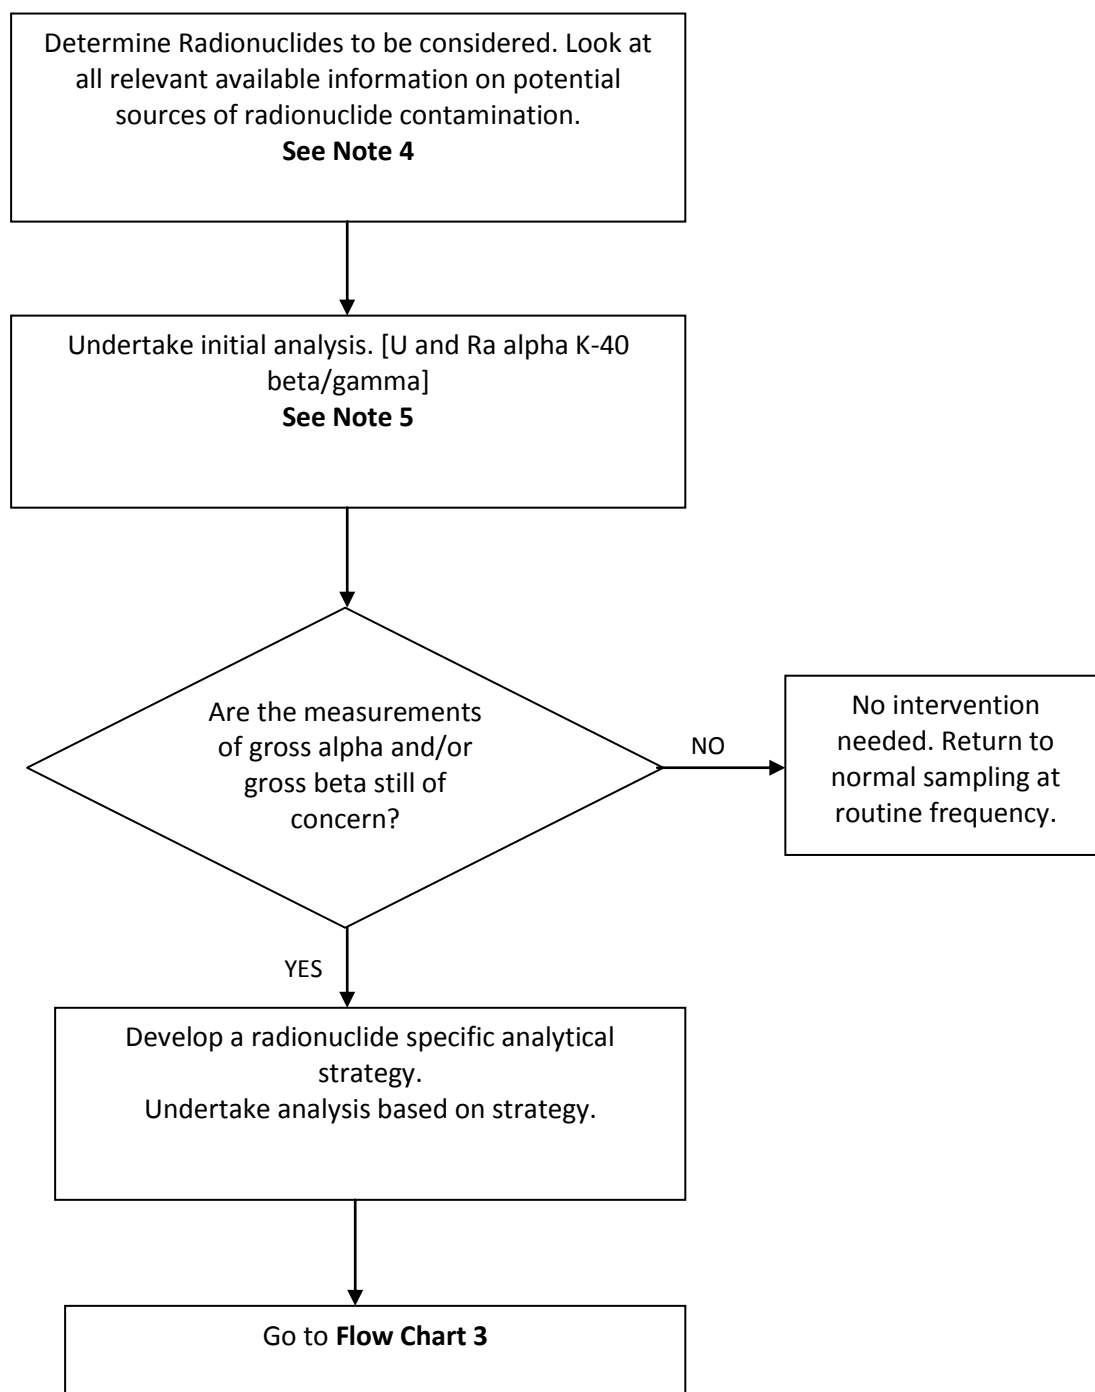 Determine Radionuclides to be considered. Look at
all relevant available information on potential
sources of radionuclide contamination.
See Note 4
Undertake initial analysis. [U and Ra alpha K-40
beta/gamma]
See Note 5
Are the measurements
of gross alpha and/or
gross beta still of
concern?
NO
No intervention
needed. Return to
normal sampling at
routine frequency.
YES
Develop a radionuclide specific analytical
strategy.
Undertake analysis based on strategy.
Go to Flow Chart 3